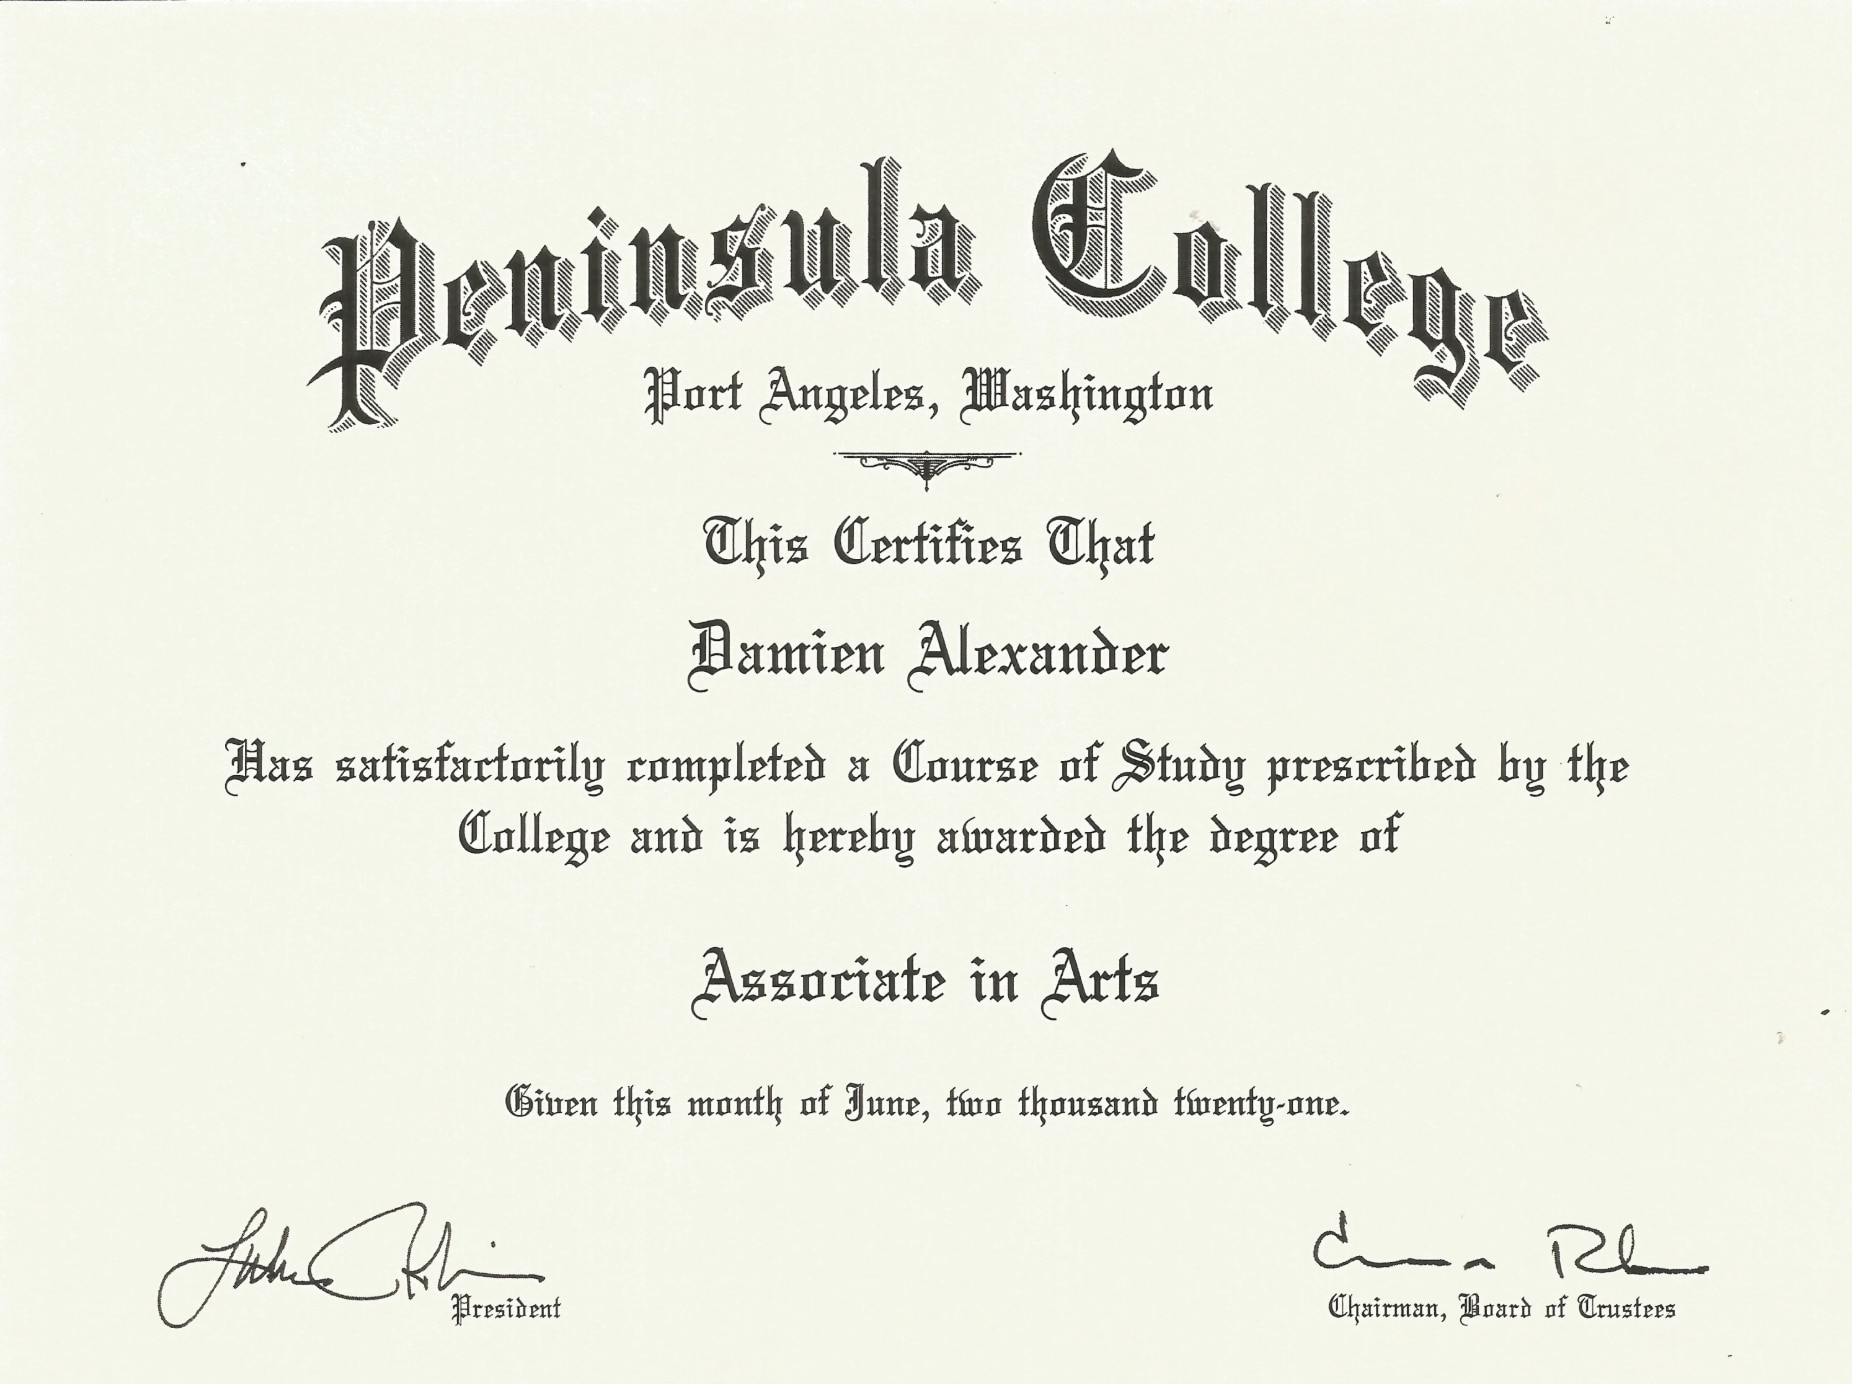 Peninsula College
Port Angeles, Washington
This Certifies That
Damien Alexander
Has satisfactorily completed a Course of Study prescribed by the
College and is hereby awarded the degree of
Associate in Arts
Given this month of June, two thousand twenty-one.
President
Chairman, Board of Trustees